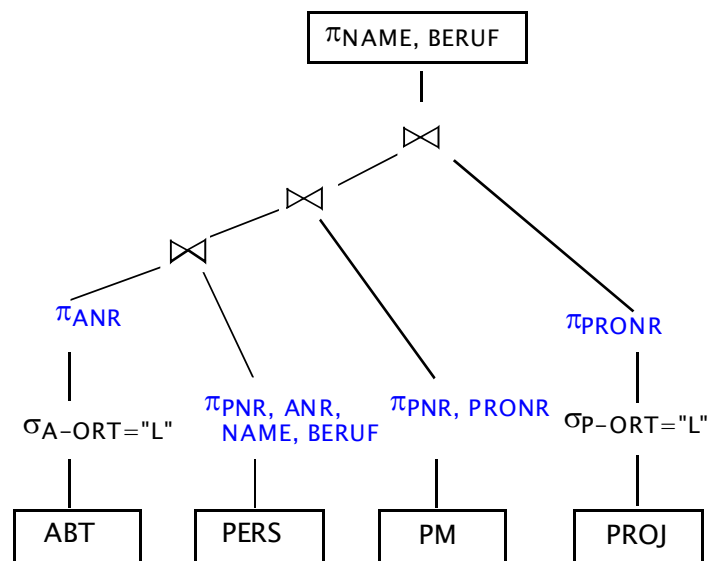 πNAME, BERUF
⋈
⋈
⋈
πANR
πPRONR
πPNR, ANR,
NAME, BERUF
πPNR, PRONR
σA–ORT="L"
σP–ORT="L"
ABT
PERS
PM
PROJ